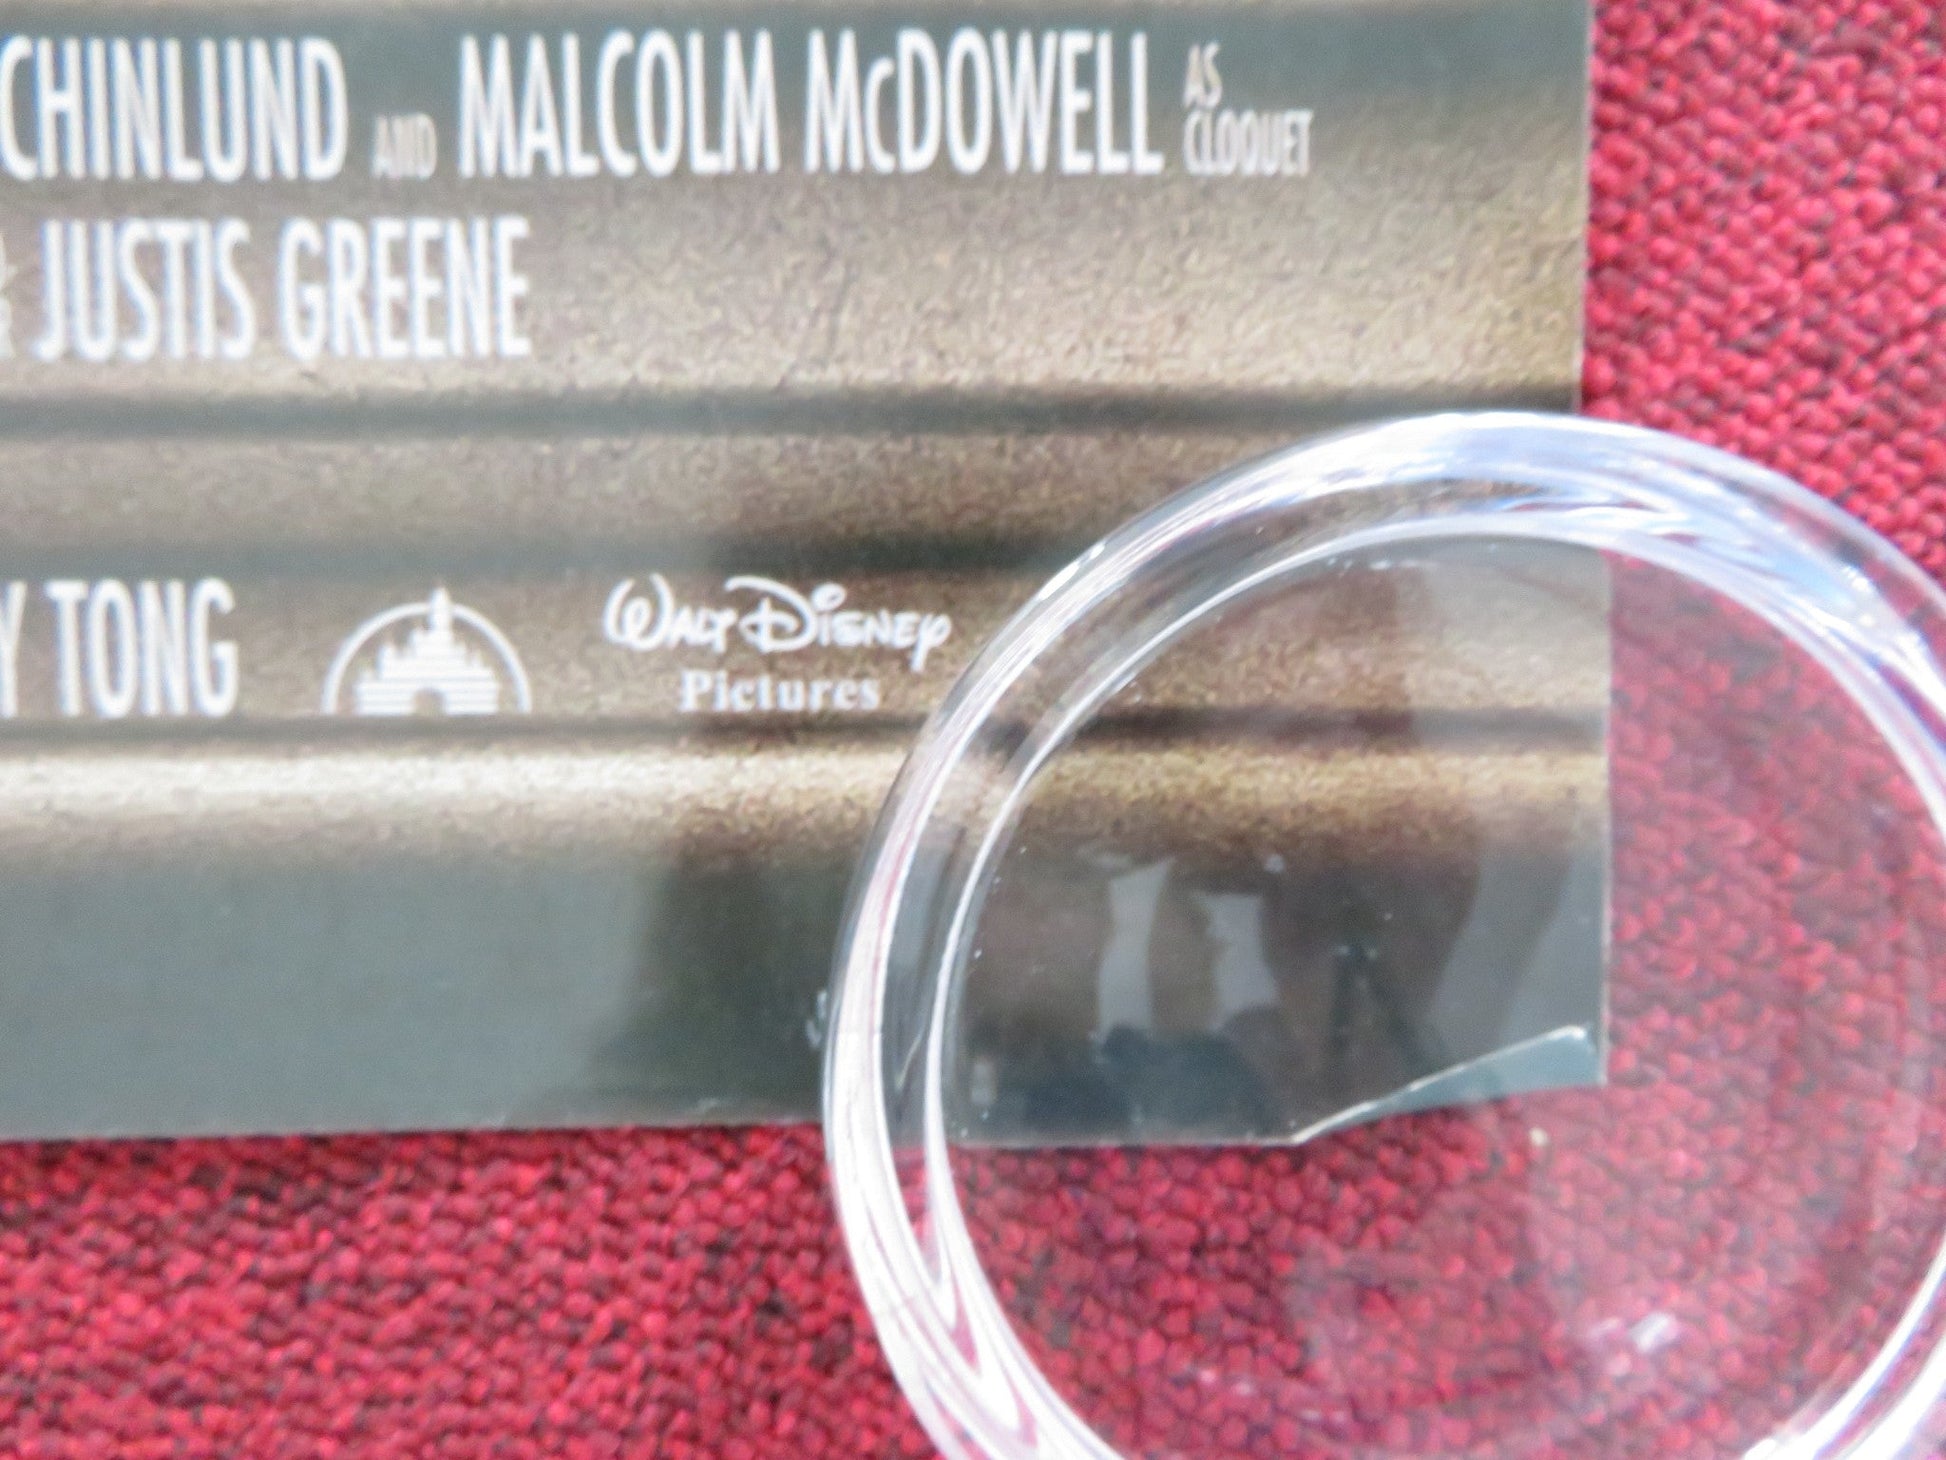 CHINLUND AND MALCOLM McDOWELL AS CLOQUET
& JUSTIS GREENE
Y TONG
WALT DISNEY
Pictures